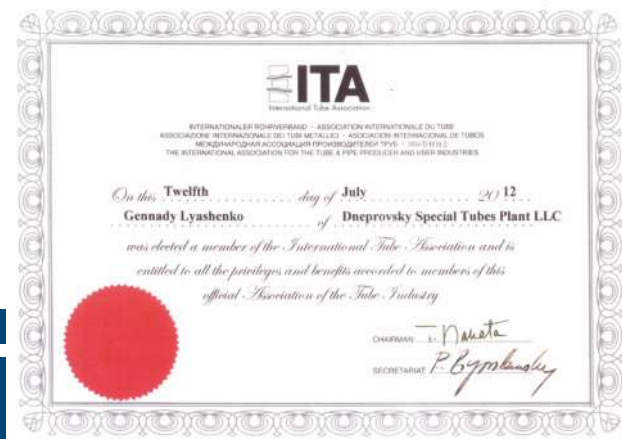 ITA
International Tube Association
INTERNATIONALER ROHRVERBAND - ASSOCIATION INTERNATIONALE DU TUBE
ASSOCIAZIONE INTERNAZIONALE DEI TUBI METALLICI - ASOCIACION INTERNACIONAL DE TUBOS
МЕЖДУНАРОДНАЯ АССОЦИАЦИЯ ПРОИЗВОДИТЕЛЕЙ ТРУБ -
THE INTERNATIONAL ASSOCIATION FOR THE TUBE & PIPE PRODUCER AND USER INDUSTRIES
On this Twelfth day of July 20 12
Gennady Lyashenko of Dneprovsky Special Tubes Plant LLC
was elected a member of the International Tube Association and is
entitled to all the privileges and benefits accorded to members of this
official Association of the Tube Industry
CHAIRMAN
SECRETARIAT P.